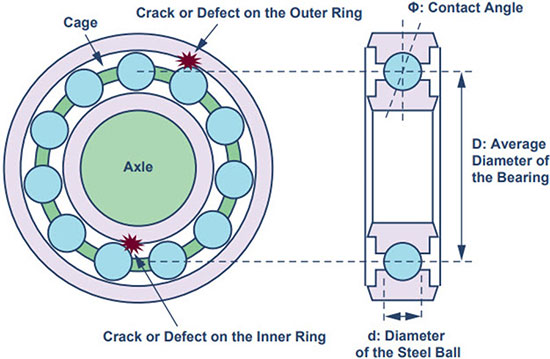 Crack or Defect on the Outer Ring
Cage
Axle
Crack or Defect on the Inner Ring
Φ: Contact Angle
D: Average
Diameter of
the Bearing
d: Diameter
of the Steel Ball